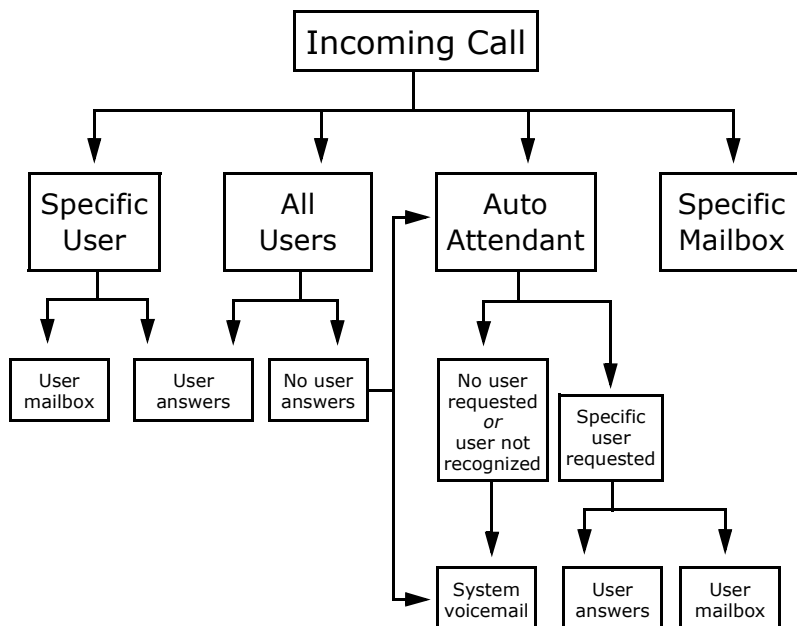 Incoming Call
Specific
User
All
Users
Auto
Attendant
Specific
Mailbox
User
mailbox
User
answers
No user
answers
No user
requested
or
user not
recognized
Specific
user
requested
System
voicemail
User
answers
User
mailbox